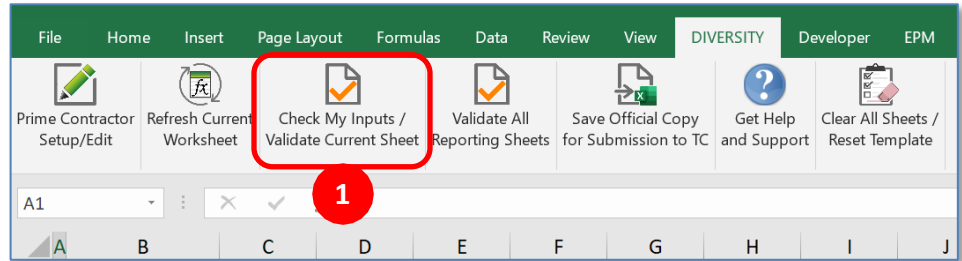 File Home Insert Page Layout Formulas Data Review View DIVERSITY Developer EPM
Prime Contractor Refresh Current Check My Inputs / Validate All Save Official Copy Get Help Clear All Sheets /
Setup/Edit Worksheet Validate Current Sheet Reporting Sheets for Submission to TC and Support Reset Template
A1
1
A B C D E F G H I J